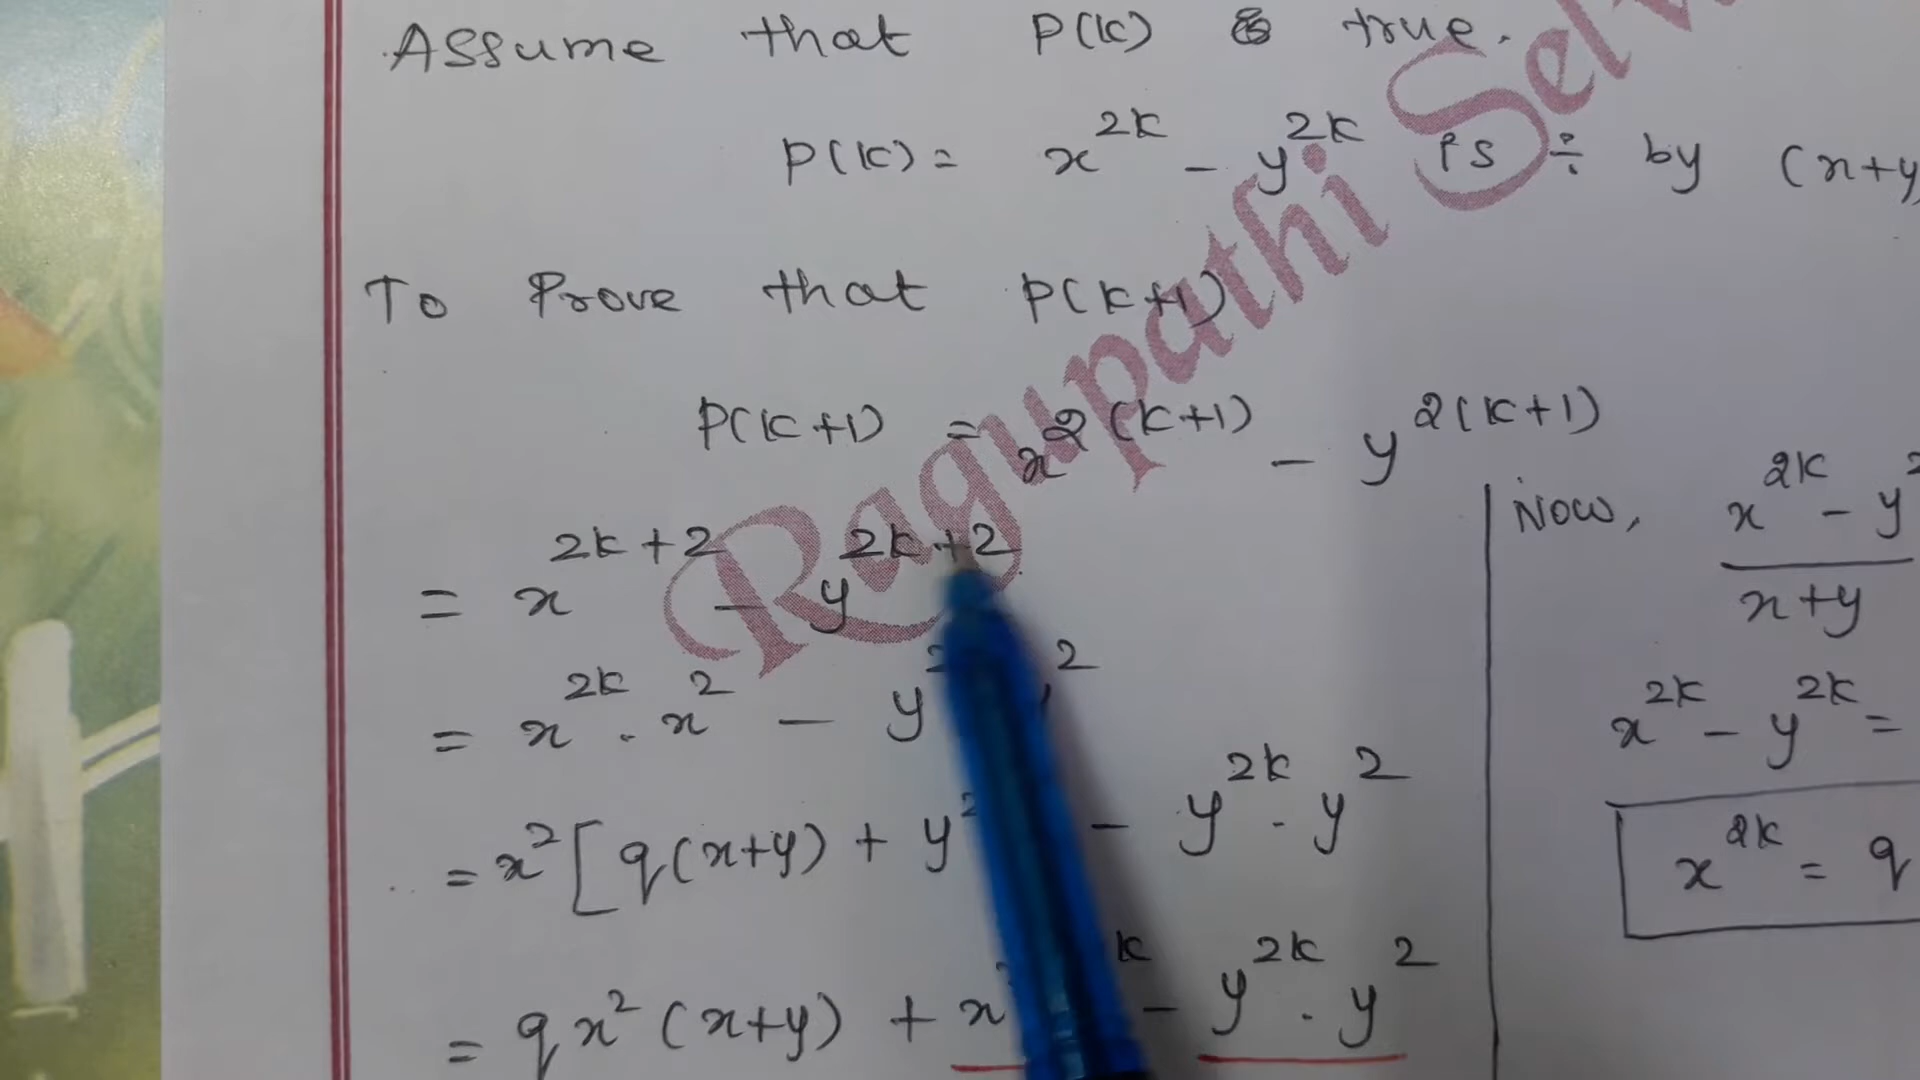 Assume that P(k) is true.
P(k) = x^2k - y^2k is ÷ by (x+y)
To Prove that P(k+1)
P(k+1) = x^2(k+1) - y^2(k+1)
= x^2k+2 - y^2k+2
= x^2k . x^2 - y
= x^2 [ q(x+y) + y - y^2k . y^2
= qx^2 (x+y) + x - y^2k . y^2
Now, x^2k - y
x+y
x^2k - y^2k =
x^2k = q
Ragupathi